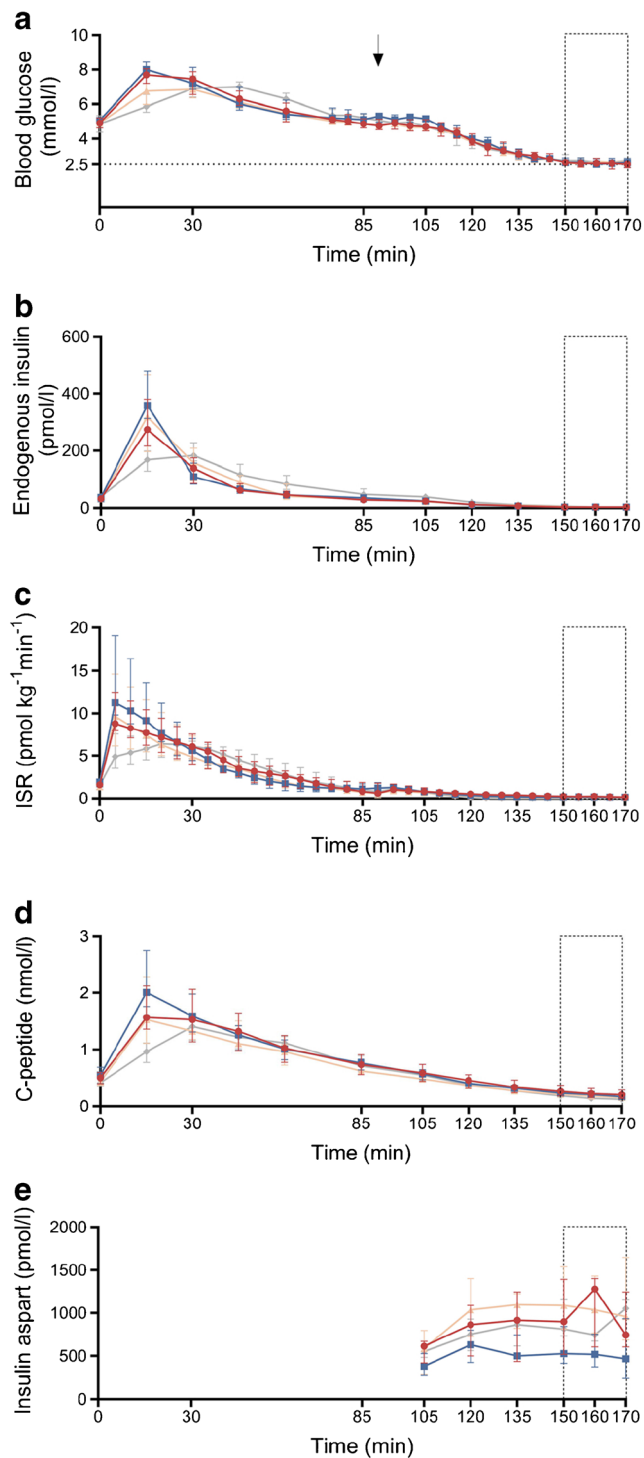 a
Blood glucose
(mmol/l)
10
8
6
4
2.5
0 30 85 105 120 135 150 160 170
Time (min)
b
Endogenous insulin
(pmol/l)
600
400
200
0
0 30 85 105 120 135 150 160 170
Time (min)
c
ISR (pmol kg⁻¹min⁻¹)
20
15
10
5
0
0 30 85 105 120 135 150 160 170
Time (min)
d
C-peptide (nmol/l)
3
2
1
0
0 30 85 105 120 135 150 160 170
Time (min)
e
Insulin aspart (pmol/l)
2000
1500
1000
500
0
0 30 85 105 120 135 150 160 170
Time (min)